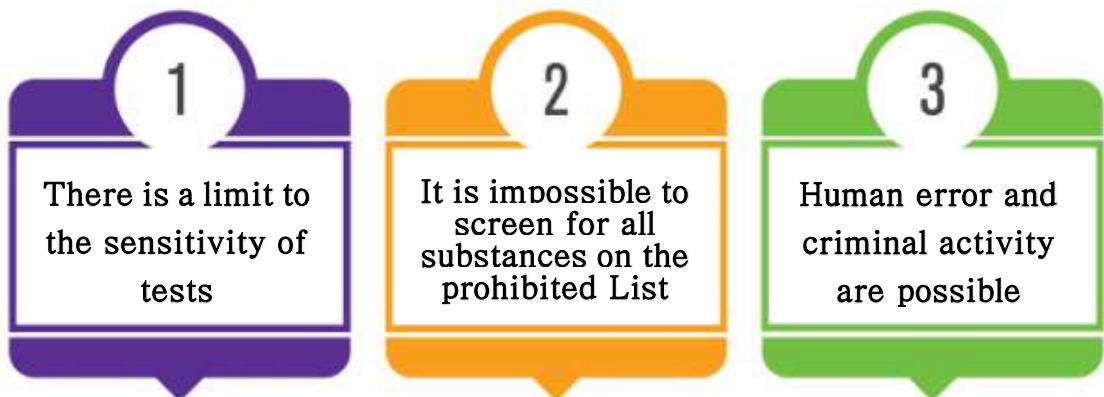 1
There is a limit to
the sensitivity of
tests
2
It is impossible to
screen for all
substances on the
prohibited List
3
Human error and
criminal activity
are possible